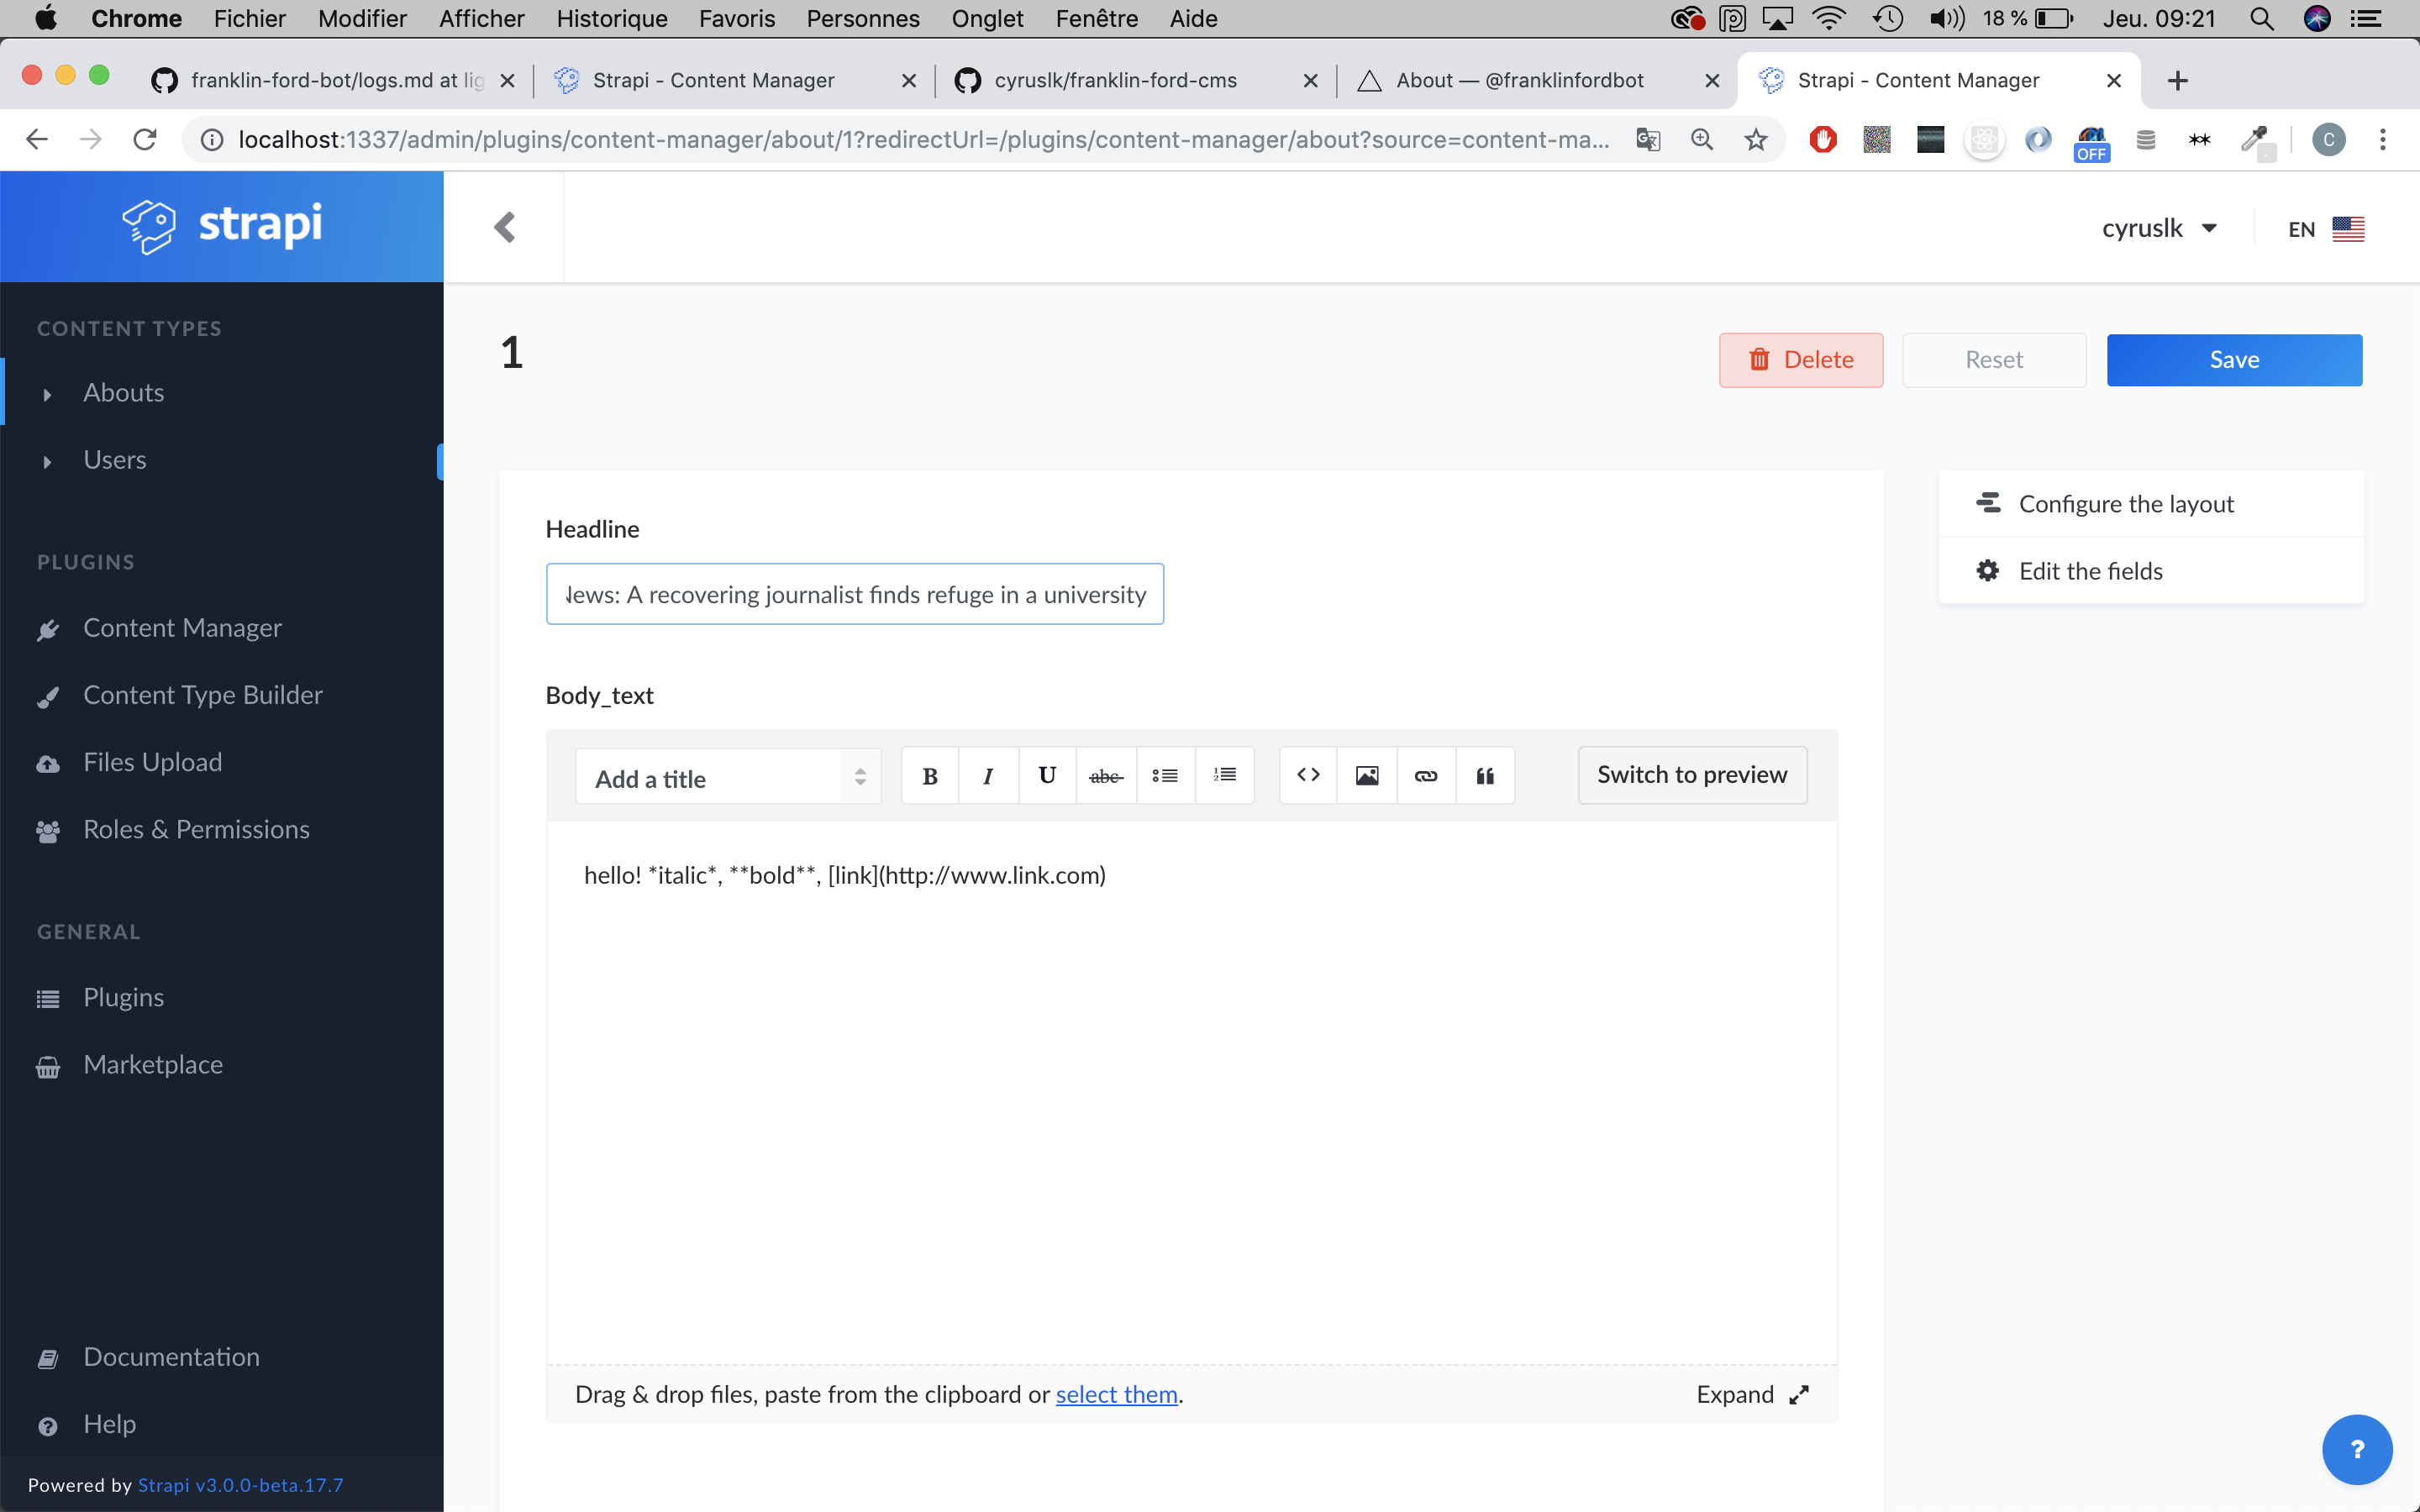 Chrome Fichier Modifier Afficher Historique Favoris Personnes Onglet Fenêtre Aide 18 % Jeu. 09:21
franklin-ford-bot/logs.md at lig Strapi - Content Manager cyruslk/franklin-ford-cms About — @franklinfordbot Strapi - Content Manager
localhost:1337/admin/plugins/content-manager/about/1?redirectUrl=/plugins/content-manager/about?source=content-ma... OFF C
strapi
cyruslk EN
CONTENT TYPES
Abouts
Users
PLUGINS
Content Manager
Content Type Builder
Files Upload
Roles & Permissions
GENERAL
Plugins
Marketplace
Documentation
Help
Powered by Strapi v3.0.0-beta.17.7
1
Delete Reset Save
Configure the layout
Edit the fields
Headline
News: A recovering journalist finds refuge in a university
Body_text
Add a title B I U abc Switch to preview
hello! *italic*, **bold**, [link](http://www.link.com)
Drag & drop files, paste from the clipboard or select them. Expand
?